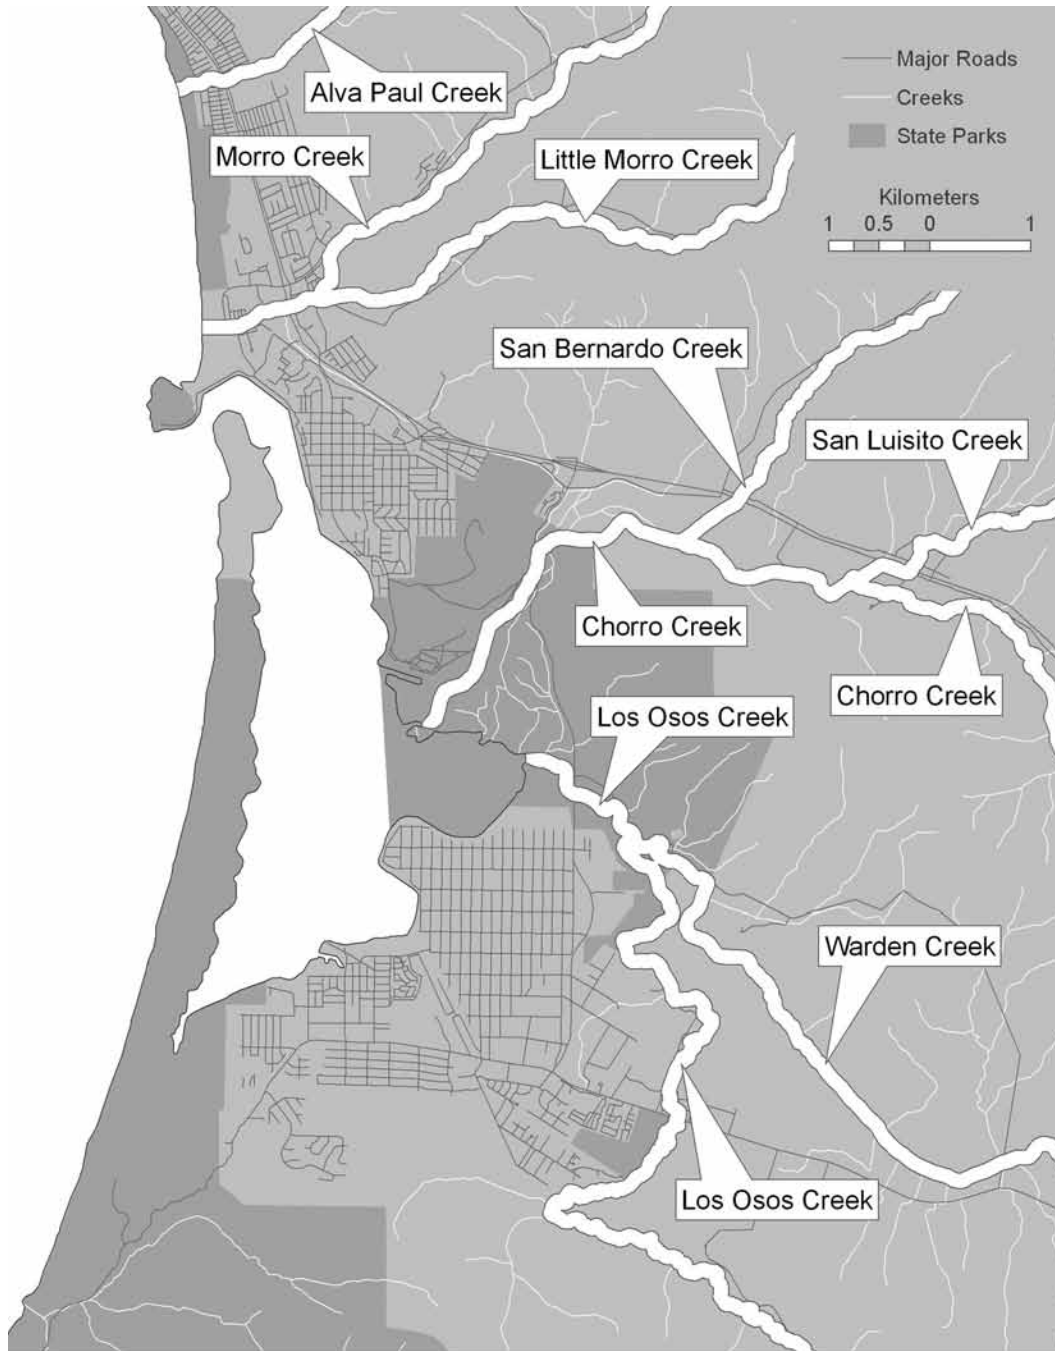 Major Roads
Alva Paul Creek
Creeks
State Parks
Morro Creek
Little Morro Creek
Kilometers
1 0.5 0 1
San Bernardo Creek
San Luisito Creek
Chorro Creek
Chorro Creek
Los Osos Creek
Warden Creek
Los Osos Creek